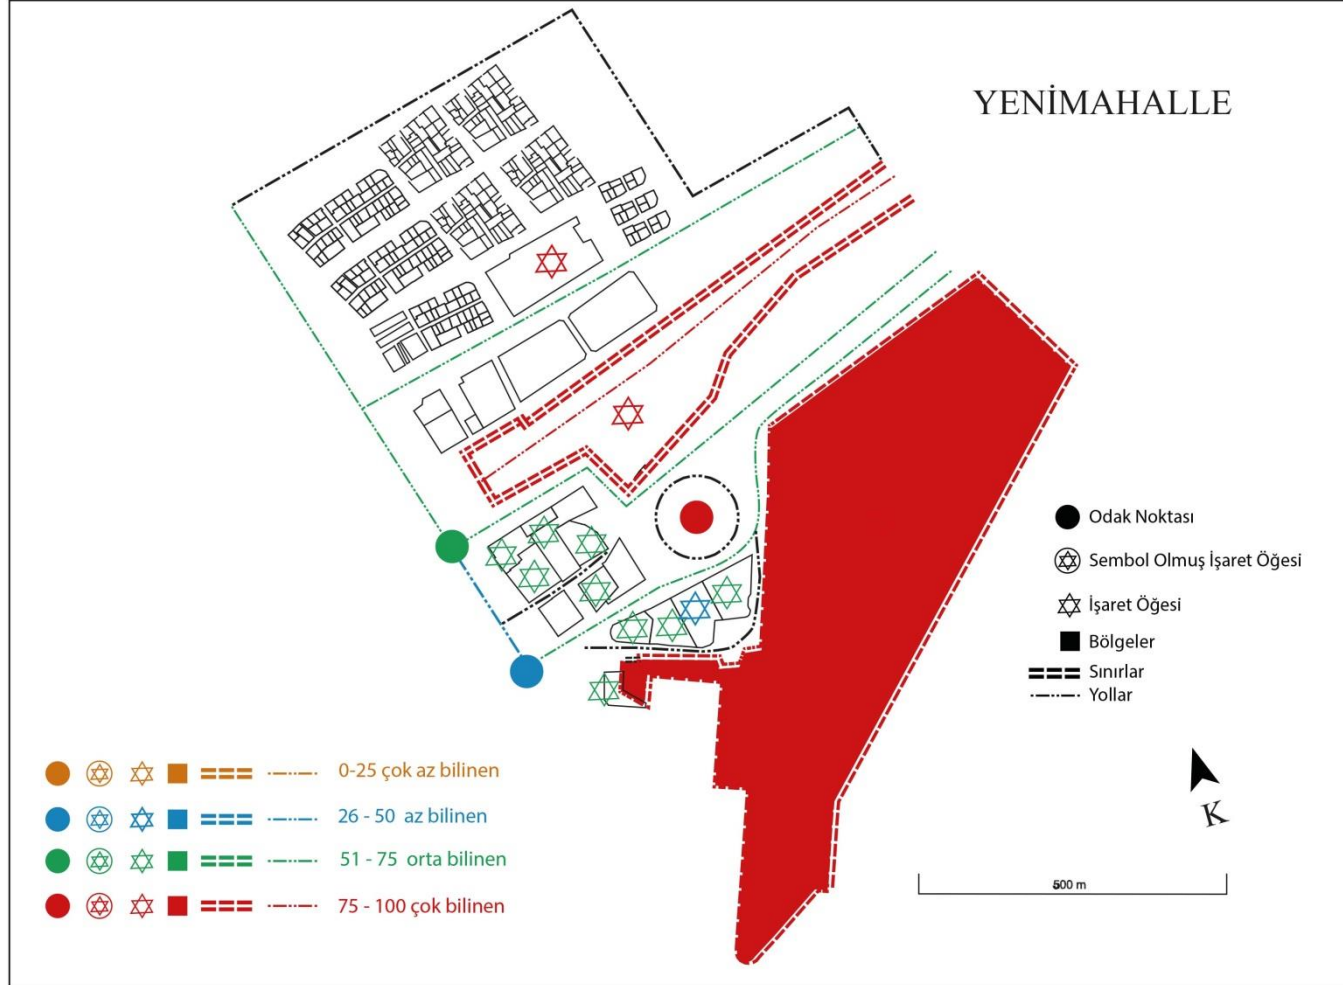 YENİMAHALLE
Odak Noktası
Sembol Olmuş İşaret Öğesi
İşaret Öğesi
Bölgeler
Sınırlar
Yollar
0-25 çok az bilinen
26 - 50 az bilinen
51 - 75 orta bilinen
75 - 100 çok bilinen
K
500 m